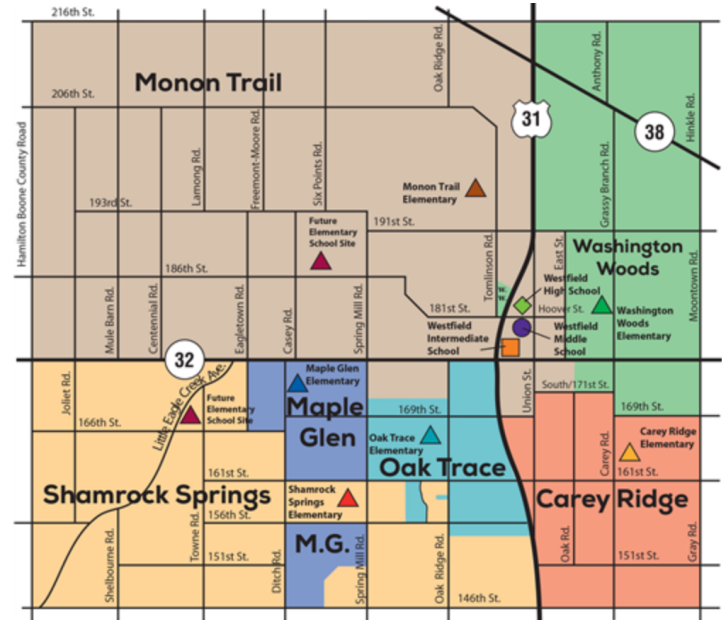 216th St.
Monon Trail
206th St.
Hamilton Boone County Road
Lamong Rd.
Freemont-Moore Rd.
Six Points Rd.
Oak Ridge Rd.
31
Anthony Rd.
38
Hinkle Rd.
Grassy Branch Rd.
193rd St.
Monon Trail
Elementary
191st St.
Future
Elementary
School Site
186th St.
Tomlinson Rd.
East St.
Washington
Woods
Westfield
High School
Moontown Rd.
Mule Barn Rd.
Centennial Rd.
Eagletown Rd.
Casey Rd.
Spring Mill Rd.
181st St.
W.
W.
Hoover St.
Washington
Woods
Elementary
Westfield
Intermediate
School
Westfield
Middle
School
32
Joliet Rd.
Little Eagle Creek Ave.
Future
Elementary
School Site
Maple Glen
Elementary
Maple
Glen
166th St.
169th St.
Oak Trace
Elementary
Oak Trace
Union St.
South/171st St.
169th St.
Carey Rd.
Carey Ridge
Elementary
161st St.
161st St.
Shamrock Springs
Shamrock
Springs
Elementary
Carey Ridge
156th St.
M.G.
Shelbourne Rd.
Towne Rd.
151st St.
Ditch Rd.
Spring Mill Rd.
Oak Ridge Rd.
146th St.
Oak Rd.
151st St.
Gray Rd.